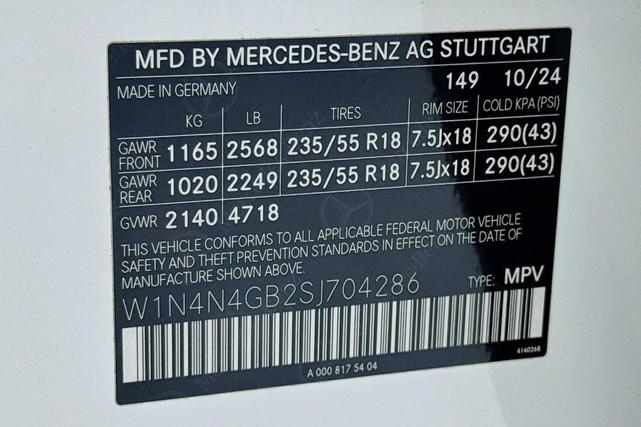 MFD BY MERCEDES-BENZ AG STUTTGART
MADE IN GERMANY 149 10/24
KG LB TIRES RIM SIZE COLD KPA(PSI)
GAWR FRONT 1165 2568 235/55 R18 7.5Jx18 290(43)
GAWR REAR 1020 2249 235/55 R18 7.5Jx18 290(43)
GVWR 2140 4718
THIS VEHICLE CONFORMS TO ALL APPLICABLE FEDERAL MOTOR VEHICLE
SAFETY AND THEFT PREVENTION STANDARDS IN EFFECT ON THE DATE OF
MANUFACTURE SHOWN ABOVE.
W1N4N4GB2SJ704286 TYPE: MPV
A 000 817 54 04 4140268